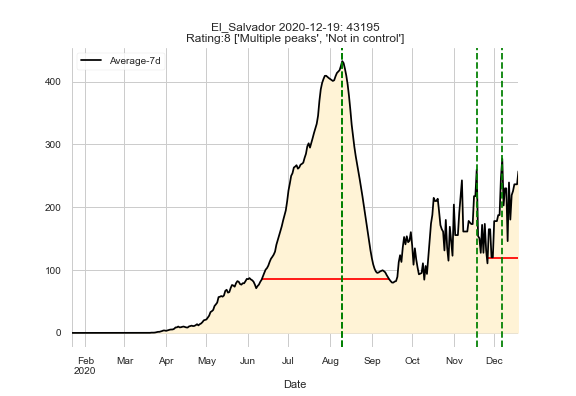 El_Salvador 2020-12-19: 43195
Rating:8 ['Multiple peaks', 'Not in control']
Average-7d
400
300
200
100
0
Feb Mar Apr May Jun Jul Aug Sep Oct Nov Dec
2020
Date